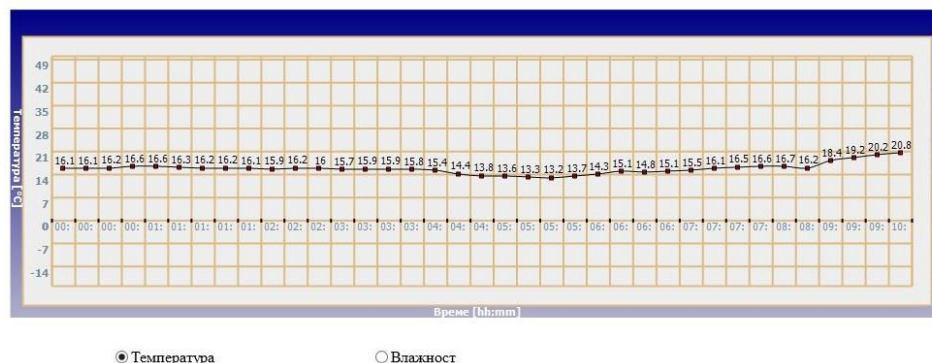 Температура [°C]
49
42
35
28
21
14
7
0
-7
-14
16.1 16.1 16.2 16.6 16.6 16.3 16.2 16.2 16.1 15.9 16.2 16 15.7 15.9 15.9 15.8 15.4 14.4 13.8 13.6 13.3 13.2 13.7 14.3 15.1 14.8 15.1 15.5 16.1 16.5 16.6 16.7 16.2 18.4 19.2 20.2 20.8
00: 00: 00: 00: 01: 01: 01: 01: 01: 02: 02: 02: 03: 03: 03: 03: 04: 04: 04: 05: 05: 05: 05: 06: 06: 06: 06: 07: 07: 07: 07: 08: 08: 09: 09: 09: 10:
Време [hh:mm]
Температура Влажност